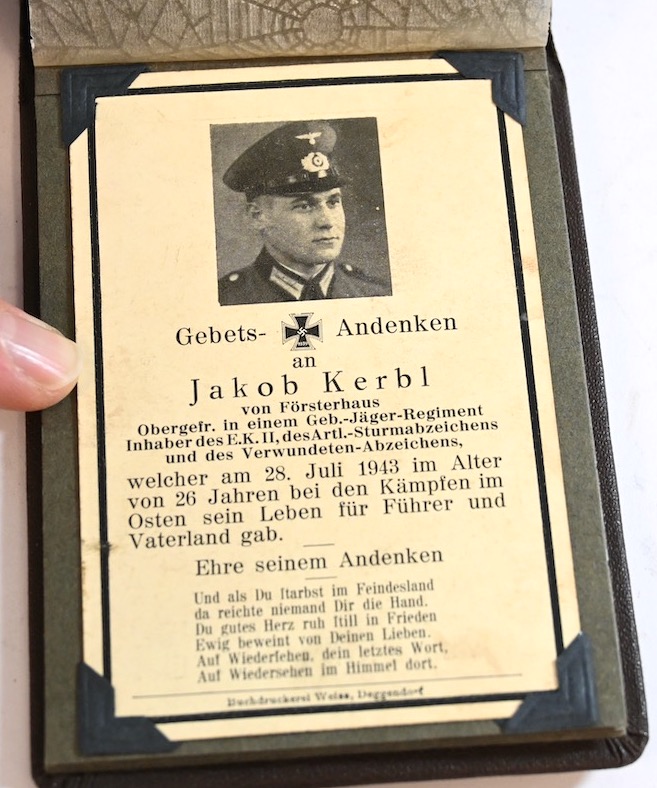 Gebets- Andenken
an
Jakob Kerbl
von Försterhaus
Obergefr. in einem Geb.-Jäger-Regiment
Inhaber des E.K. II, des Artl.-Sturmabzeichens
und des Verwundeten-Abzeichens,
welcher am 28. Juli 1943 im Alter
von 26 Jahren bei den Kämpfen im
Osten sein Leben für Führer und
Vaterland gab.
Ehre seinem Andenken
Und als Du ſtarbst im Feindesland
da reichte niemand Dir die Hand.
Du gutes Herz ruh ſtill in Frieden
Ewig beweint von Deinen Lieben.
Auf Wiederſehen, dein letztes Wort,
Auf Wiedersehen im Himmel dort.
Buchdruckerei Weiss, Deggendorf